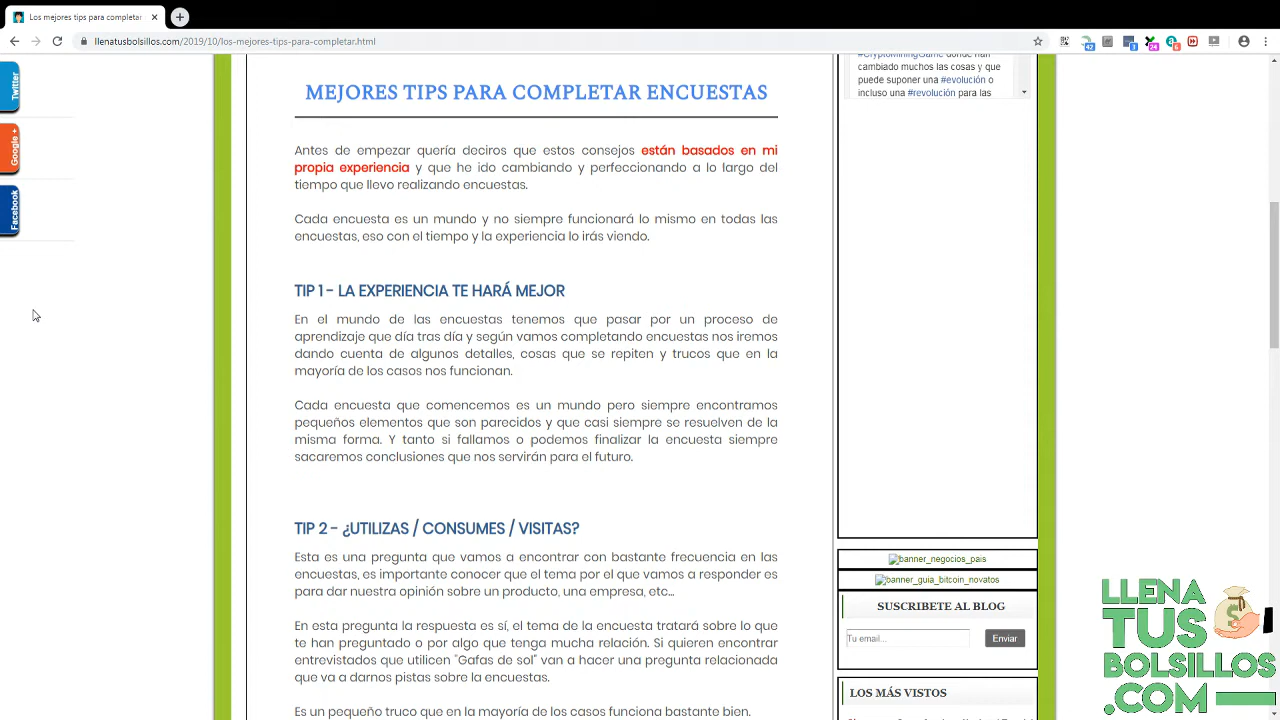 Los mejores tips para completar
llenatusbolsillos.com/2019/10/los-mejores-tips-para-completar.html
42
1
24
6
Twitter
Google +
Facebook
MEJORES TIPS PARA COMPLETAR ENCUESTAS
Antes de empezar quería deciros que estos consejos están basados en mi
propia experiencia y que he ido cambiando y perfeccionando a lo largo del
tiempo que llevo realizando encuestas.
Cada encuesta es un mundo y no siempre funcionará lo mismo en todas las
encuestas, eso con el tiempo y la experiencia lo irás viendo.
TIP 1 - LA EXPERIENCIA TE HARÁ MEJOR
En el mundo de las encuestas tenemos que pasar por un proceso de
aprendizaje que día tras día y según vamos completando encuestas nos iremos
dando cuenta de algunos detalles, cosas que se repiten y trucos que en la
mayoría de los casos nos funcionan.
Cada encuesta que comencemos es un mundo pero siempre encontramos
pequeños elementos que son parecidos y que casi siempre se resuelven de la
misma forma. Y tanto si fallamos o podemos finalizar la encuesta siempre
sacaremos conclusiones que nos servirán para el futuro.
TIP 2 - ¿UTILIZAS / CONSUMES / VISITAS?
Esta es una pregunta que vamos a encontrar con bastante frecuencia en las
encuestas, es importante conocer que el tema por el que vamos a responder es
para dar nuestra opinión sobre un producto, una empresa, etc...
En esta pregunta la respuesta es sí, el tema de la encuesta tratará sobre lo que
te han preguntado o por algo que tenga mucha relación. Si quieren encontrar
entrevistados que utilicen "Gafas de sol" van a hacer una pregunta relacionada
que va a darnos pistas sobre la encuestas.
Es un pequeño truco que en la mayoría de los casos funciona bastante bien.
#CryptoMiningGame donde han
cambiado muchos las cosas y que
puede suponer una #evolución o
incluso una #revolución para las
banner_negocios_pais
banner_guia_bitcoin_novatos
SUSCRIBETE AL BLOG
Tu email...
Enviar
LOS MÁS VISTOS
LLENA
TUS
BOLSILLOS
.COM